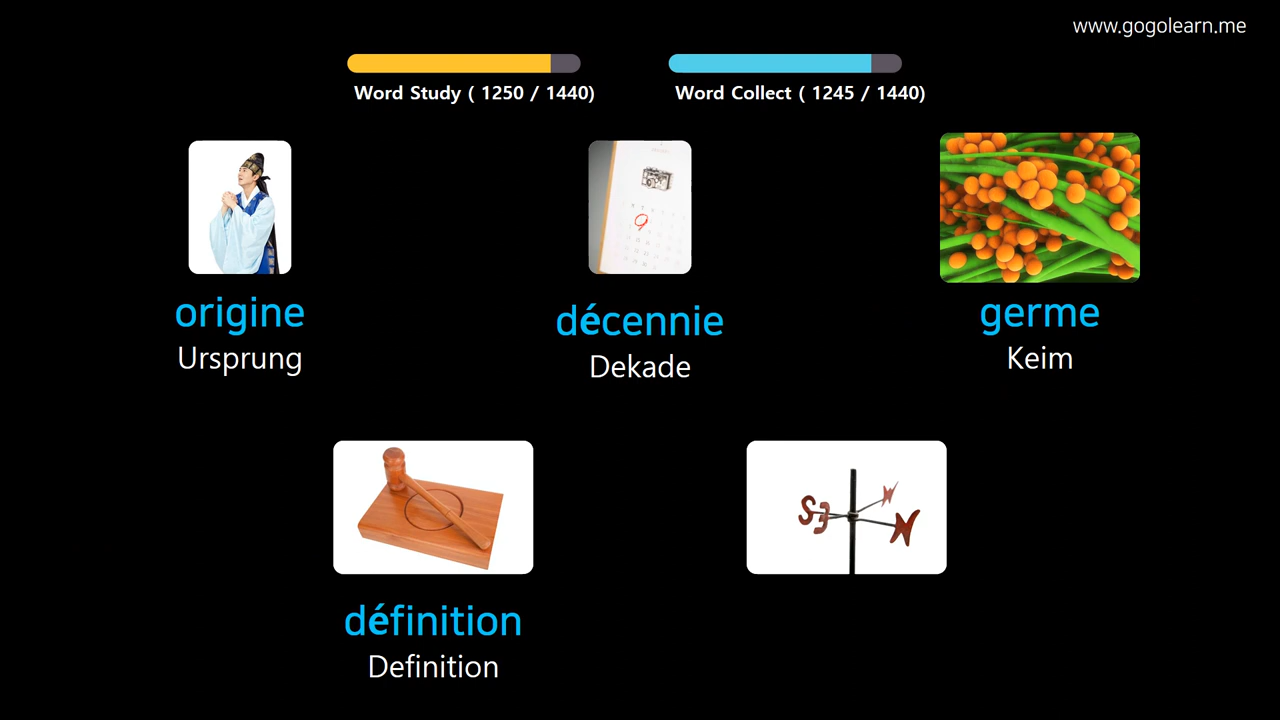 www.gogolearn.me
Word Study ( 1250 / 1440)
Word Collect ( 1245 / 1440)
origine
Ursprung
décennie
Dekade
germe
Keim
9
S E N N
définition
Definition